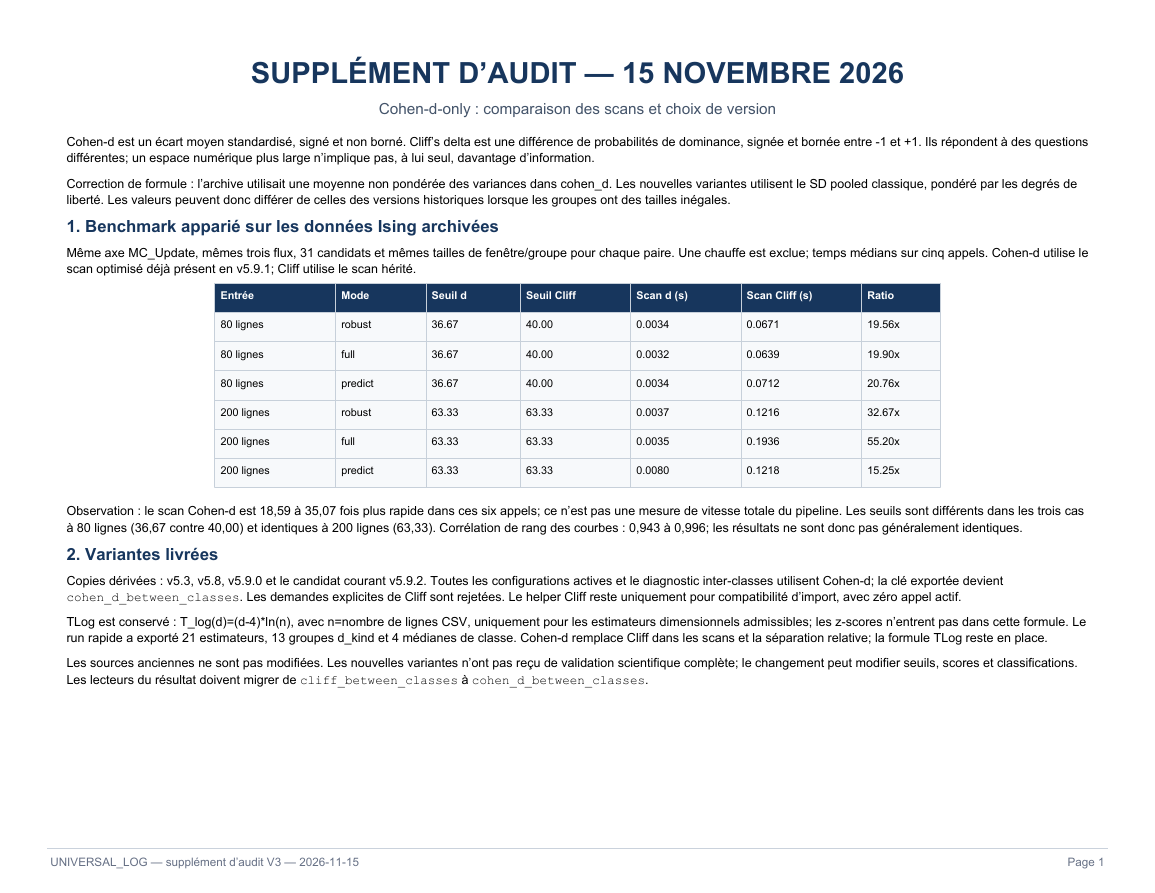 SUPPLÉMENT D’AUDIT — 15 NOVEMBRE 2026
Cohen-d-only : comparaison des scans et choix de version
Cohen-d est un écart moyen standardisé, signé et non borné. Cliff’s delta est une différence de probabilités de dominance, signée et bornée entre -1 et +1. Ils répondent à des questions
différentes; un espace numérique plus large n’implique pas, à lui seul, davantage d’information.
Correction de formule : l’archive utilisait une moyenne non pondérée des variances dans cohen_d. Les nouvelles variantes utilisent le SD pooled classique, pondéré par les degrés de
liberté. Les valeurs peuvent donc différer de celles des versions historiques lorsque les groupes ont des tailles inégales.
1. Benchmark apparié sur les données Ising archivées
Même axe MC_Update, mêmes trois flux, 31 candidats et mêmes tailles de fenêtre/groupe pour chaque paire. Une chauffe est exclue; temps médians sur cinq appels. Cohen-d utilise le
scan optimisé déjà présent en v5.9.1; Cliff utilise le scan hérité.
Entrée Mode Seuil d Seuil Cliff Scan d (s) Scan Cliff (s) Ratio
80 lignes robust 36.67 40.00 0.0034 0.0671 19.56x
80 lignes full 36.67 40.00 0.0032 0.0639 19.90x
80 lignes predict 36.67 40.00 0.0034 0.0712 20.76x
200 lignes robust 63.33 63.33 0.0037 0.1216 32.67x
200 lignes full 63.33 63.33 0.0035 0.1936 55.20x
200 lignes predict 63.33 63.33 0.0080 0.1218 15.25x
Observation : le scan Cohen-d est 18,59 à 35,07 fois plus rapide dans ces six appels; ce n’est pas une mesure de vitesse totale du pipeline. Les seuils sont différents dans les trois cas
à 80 lignes (36,67 contre 40,00) et identiques à 200 lignes (63,33). Corrélation de rang des courbes : 0,943 à 0,996; les résultats ne sont donc pas généralement identiques.
2. Variantes livrées
Copies dérivées : v5.3, v5.8, v5.9.0 et le candidat courant v5.9.2. Toutes les configurations actives et le diagnostic inter-classes utilisent Cohen-d; la clé exportée devient
cohen_d_between_classes. Les demandes explicites de Cliff sont rejetées. Le helper Cliff reste uniquement pour compatibilité d’import, avec zéro appel actif.
TLog est conservé : T_log(d)=(d-4)*ln(n), avec n=nombre de lignes CSV, uniquement pour les estimateurs dimensionnels admissibles; les z-scores n’entrent pas dans cette formule. Le
run rapide a exporté 21 estimateurs, 13 groupes d_kind et 4 médianes de classe. Cohen-d remplace Cliff dans les scans et la séparation relative; la formule TLog reste en place.
Les sources anciennes ne sont pas modifiées. Les nouvelles variantes n’ont pas reçu de validation scientifique complète; le changement peut modifier seuils, scores et classifications.
Les lecteurs du résultat doivent migrer de cliff_between_classes à cohen_d_between_classes.
UNIVERSAL_LOG — supplément d’audit V3 — 2026-11-15
Page 1